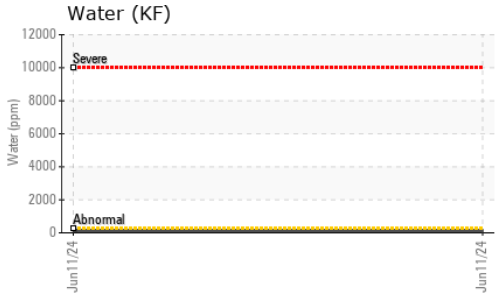 Water (KF)
12000
Severe
10000
8000
Water (ppm)
6000
4000
2000
Abnormal
0
Jun11/24
Jun11/24